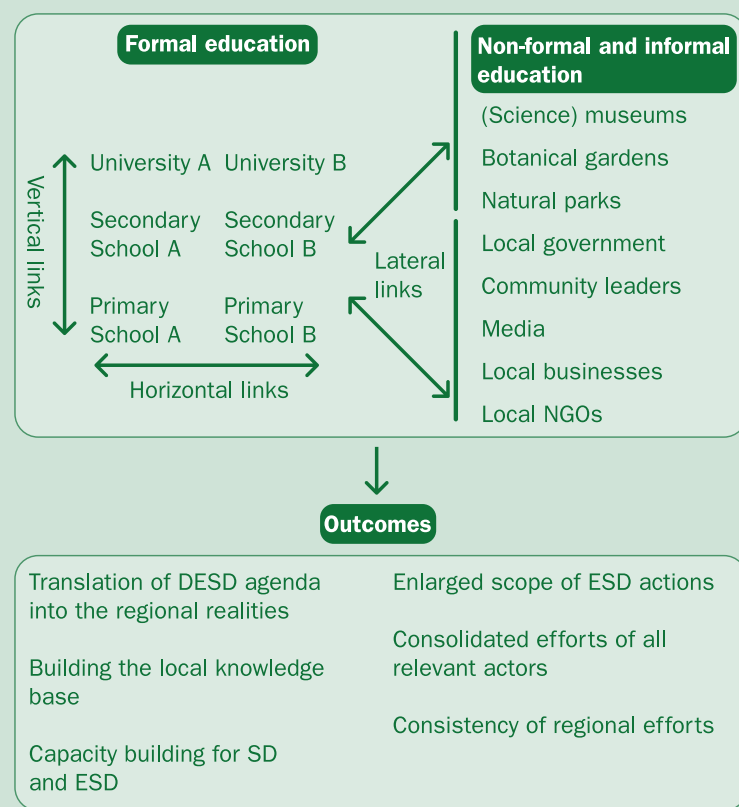 Formal education
Vertical links
University A University B
Secondary Secondary
School A School B
Primary Primary
School A School B
Horizontal links
Lateral
links
Non-formal and informal
education
(Science) museums
Botanical gardens
Natural parks
Local government
Community leaders
Media
Local businesses
Local NGOs
Outcomes
Translation of DESD agenda
into the regional realities
Building the local knowledge
base
Capacity building for SD
and ESD
Enlarged scope of ESD actions
Consolidated efforts of all
relevant actors
Consistency of regional efforts